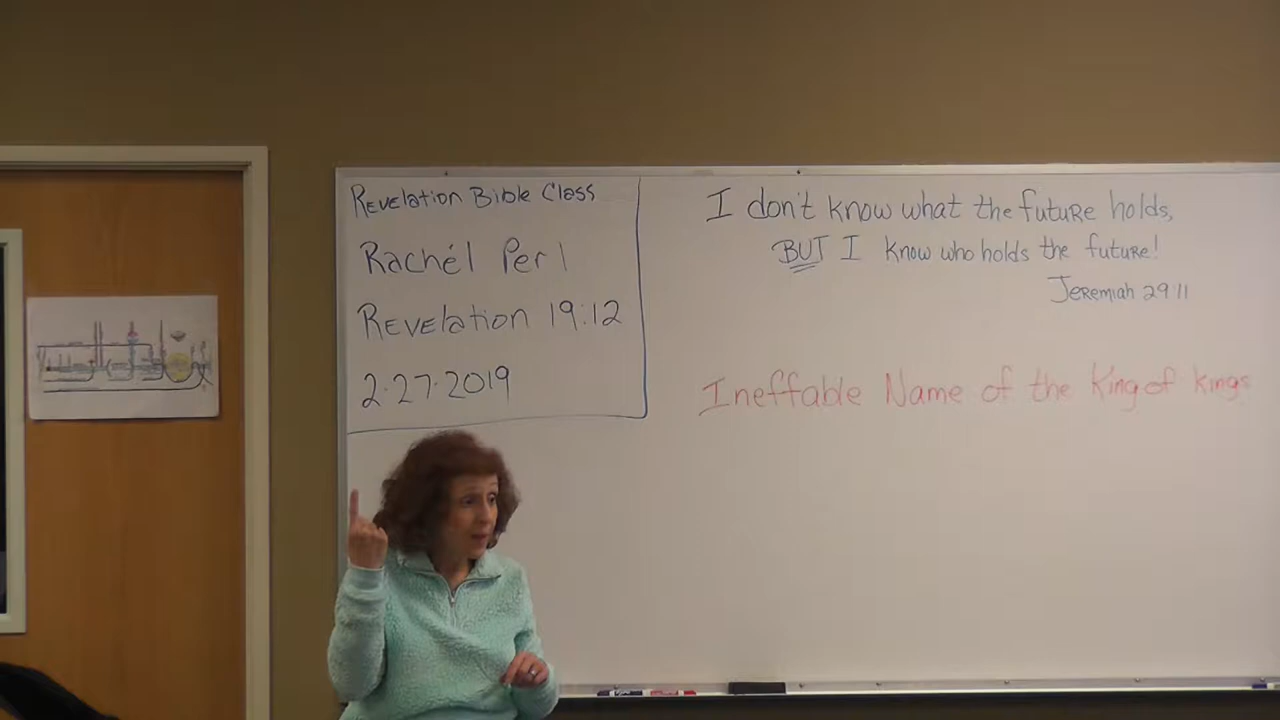 Revelation Bible Class
Rachél Perl
Revelation 19:12
2.27.2019
I don't know what the future holds,
BUT I know who holds the future!
Jeremiah 29 11
Ineffable Name of the King of kings